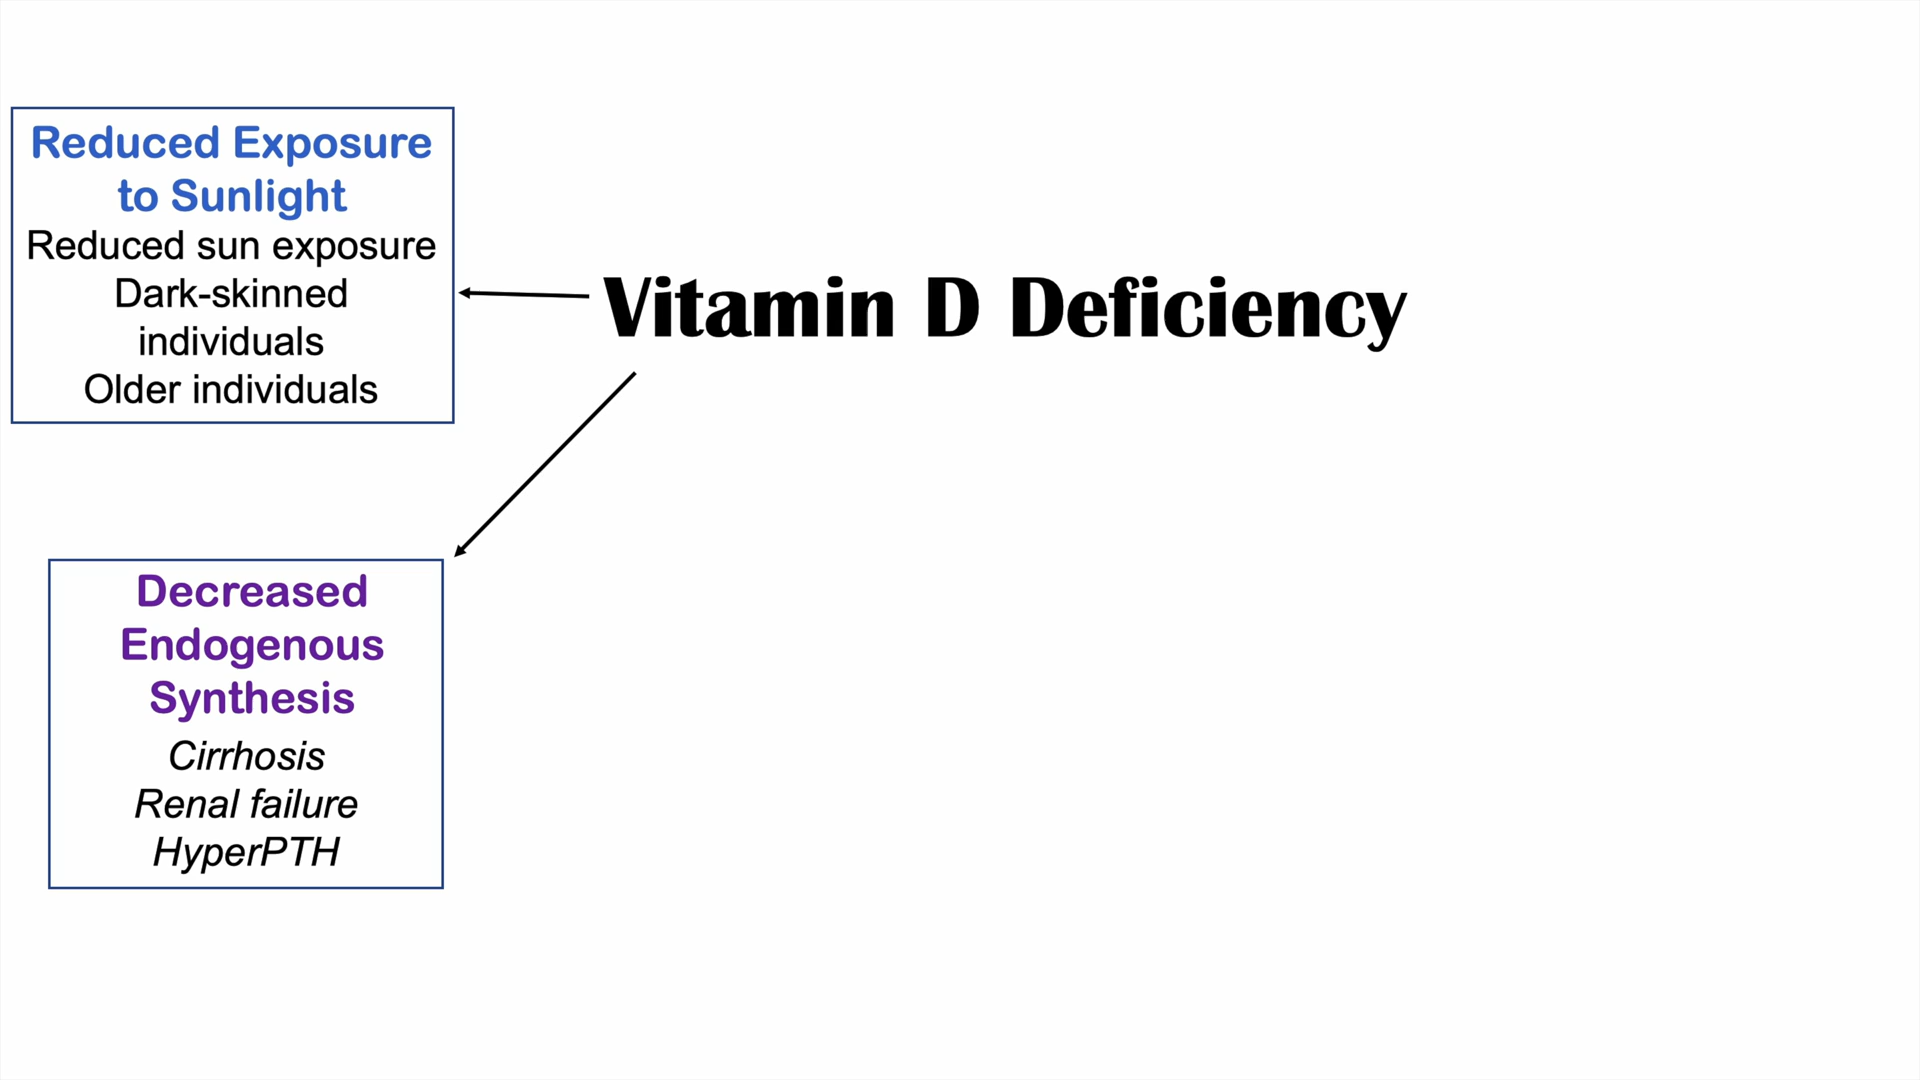 Reduced Exposure
to Sunlight
Reduced sun exposure
Dark-skinned
individuals
Older individuals
Vitamin D Deficiency
Decreased
Endogenous
Synthesis
Cirrhosis
Renal failure
HyperPTH